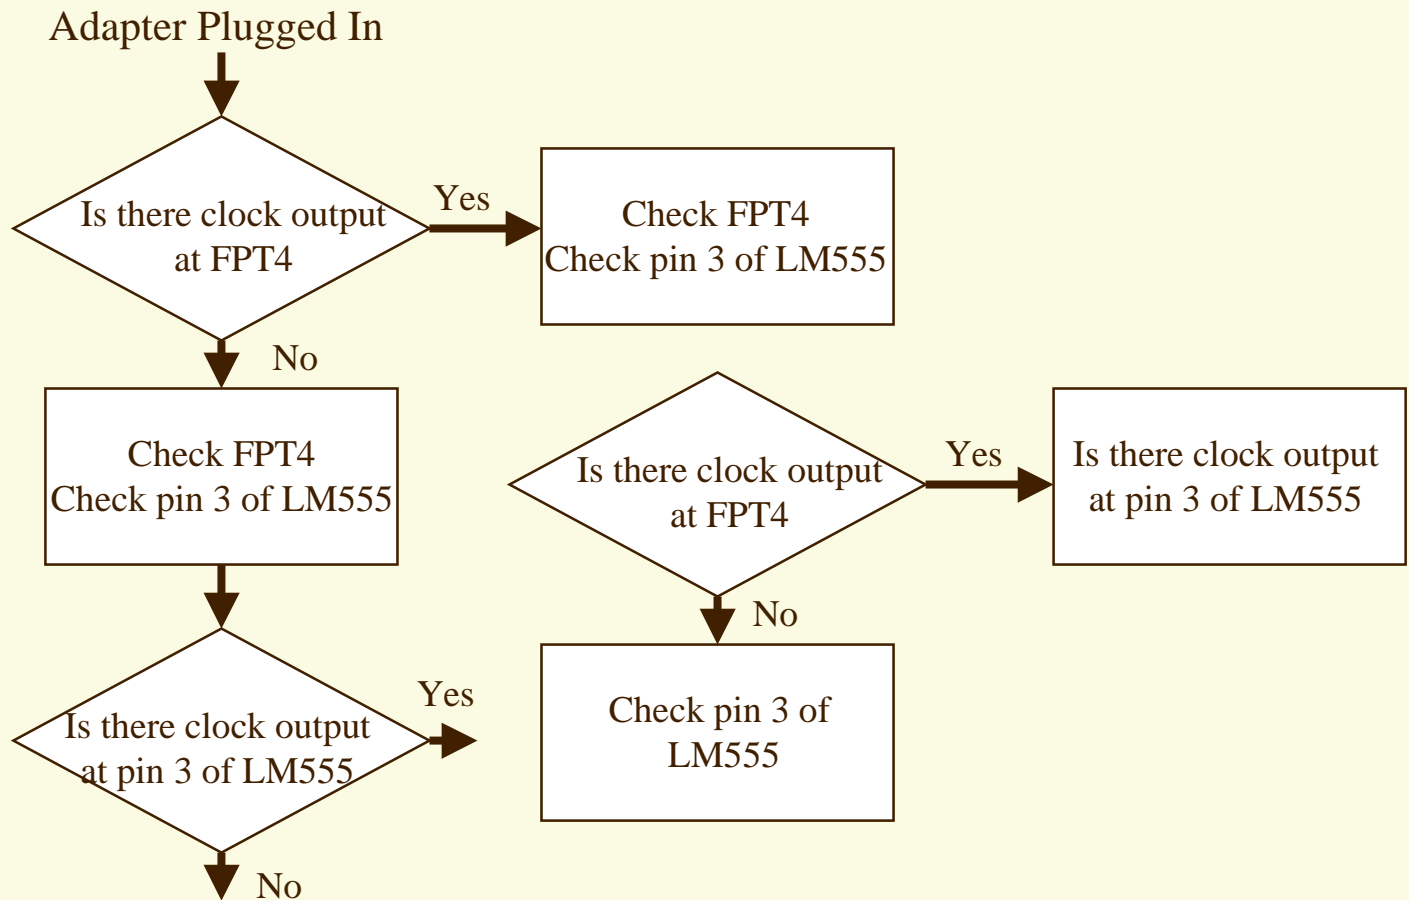 Adapter Plugged In
Is there clock output
at FPT4
Yes
Check FPT4
Check pin 3 of LM555
No
Check FPT4
Check pin 3 of LM555
Is there clock output
at FPT4
Yes
Is there clock output
at pin 3 of LM555
No
Check pin 3 of
LM555
Is there clock output
at pin 3 of LM555
Yes
No